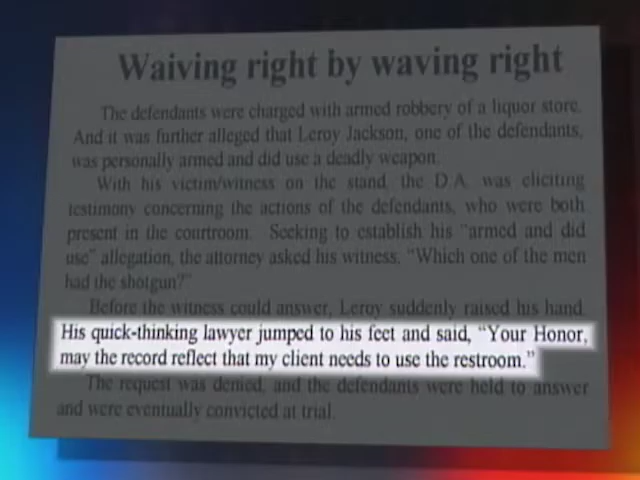 Waiving right by waving right
The defendants were charged with armed robbery of a liquor store.
And it was further alleged that Leroy Jackson, one of the defendants,
was personally armed and did use a deadly weapon.
With his victim/witness on the stand, the D.A. was eliciting
testimony concerning the actions of the defendants, who were both
present in the courtroom. Seeking to establish his "armed and did
use" allegation, the attorney asked his witness, "Which one of the men
had the shotgun?"
Before the witness could answer, Leroy suddenly raised his hand.
His quick-thinking lawyer jumped to his feet and said, "Your Honor,
may the record reflect that my client needs to use the restroom."
The request was denied, and the defendants were held to answer
and were eventually convicted at trial.